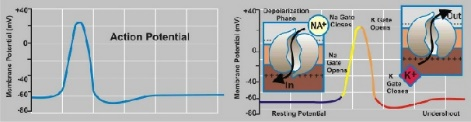 Membrane Potential (mV)
+40
0
-40
-60
-80
Action Potential
Membrane Potential (mV)
+40
0
-40
-60
-80
Depolarization
Phase
NA+
Na Gate
Closes
In
Na
Gate
Opens
K Gate
Opens
Out
K
Gate
Closes
K+
Resting Potential
Undershoot